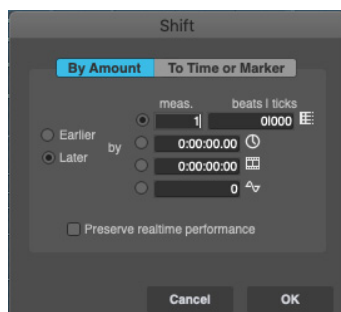 Shift
By Amount To Time or Marker
meas. beats | ticks
1 0|000
Earlier
Later
by
0:00:00.00
0:00:00:00
0
Preserve realtime performance
Cancel OK